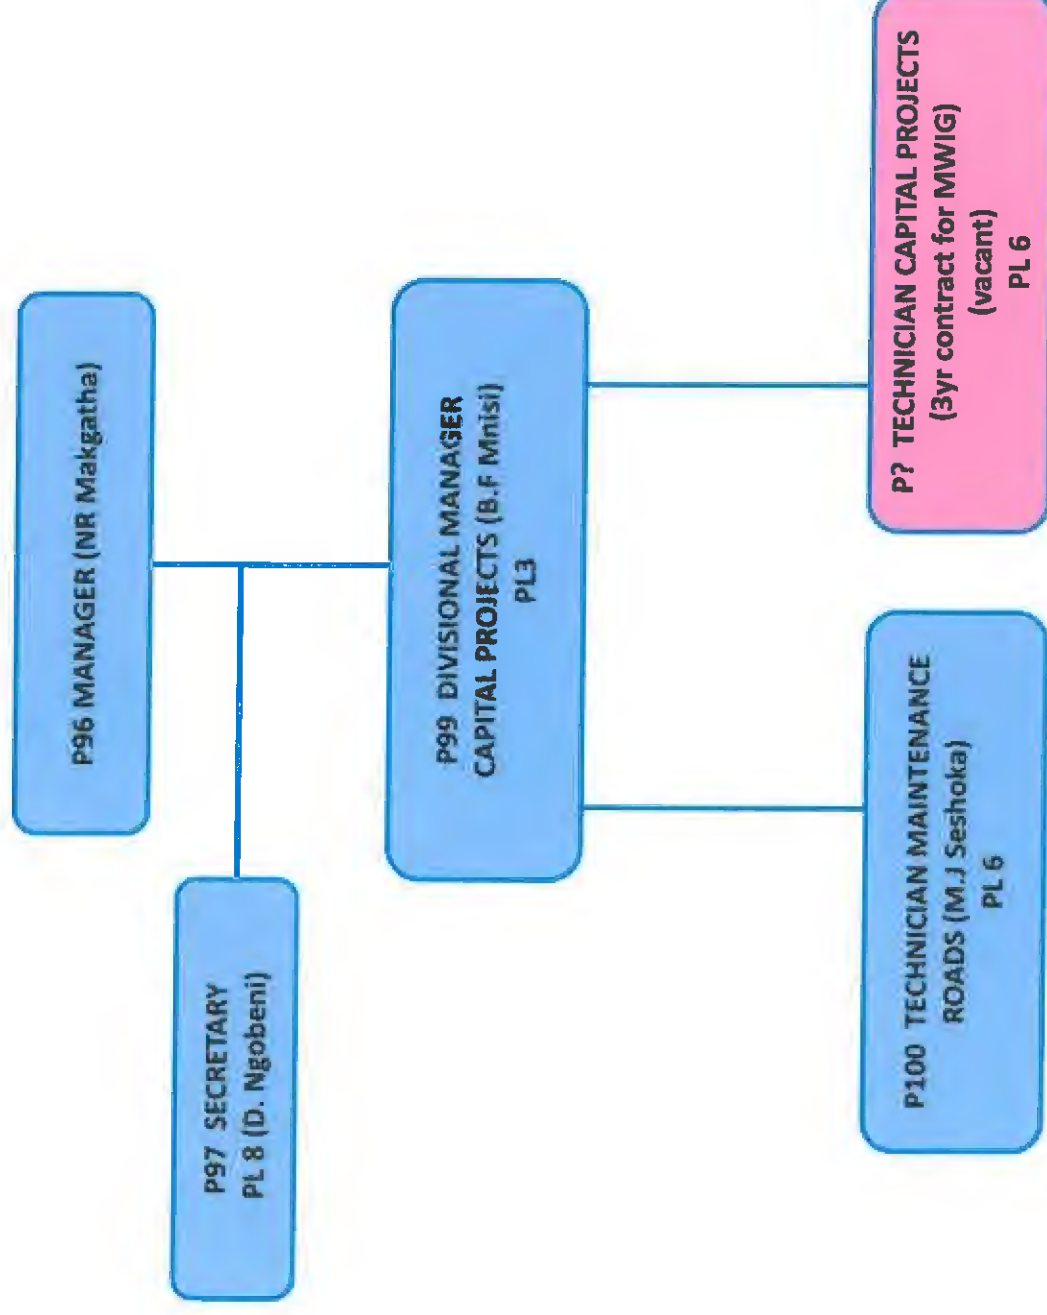 P96 MANAGER (NR Makgatha)
P97 SECRETARY
PL 8 (D. Ngobeni)
P99 DIVISIONAL MANAGER
CAPITAL PROJECTS (B.F Mnisi)
PL3
P100 TECHNICIAN MAINTENANCE
ROADS (M.J Seshoka)
PL 6
P? TECHNICIAN CAPITAL PROJECTS
(3yr contract for MWIG)
(vacant)
PL 6